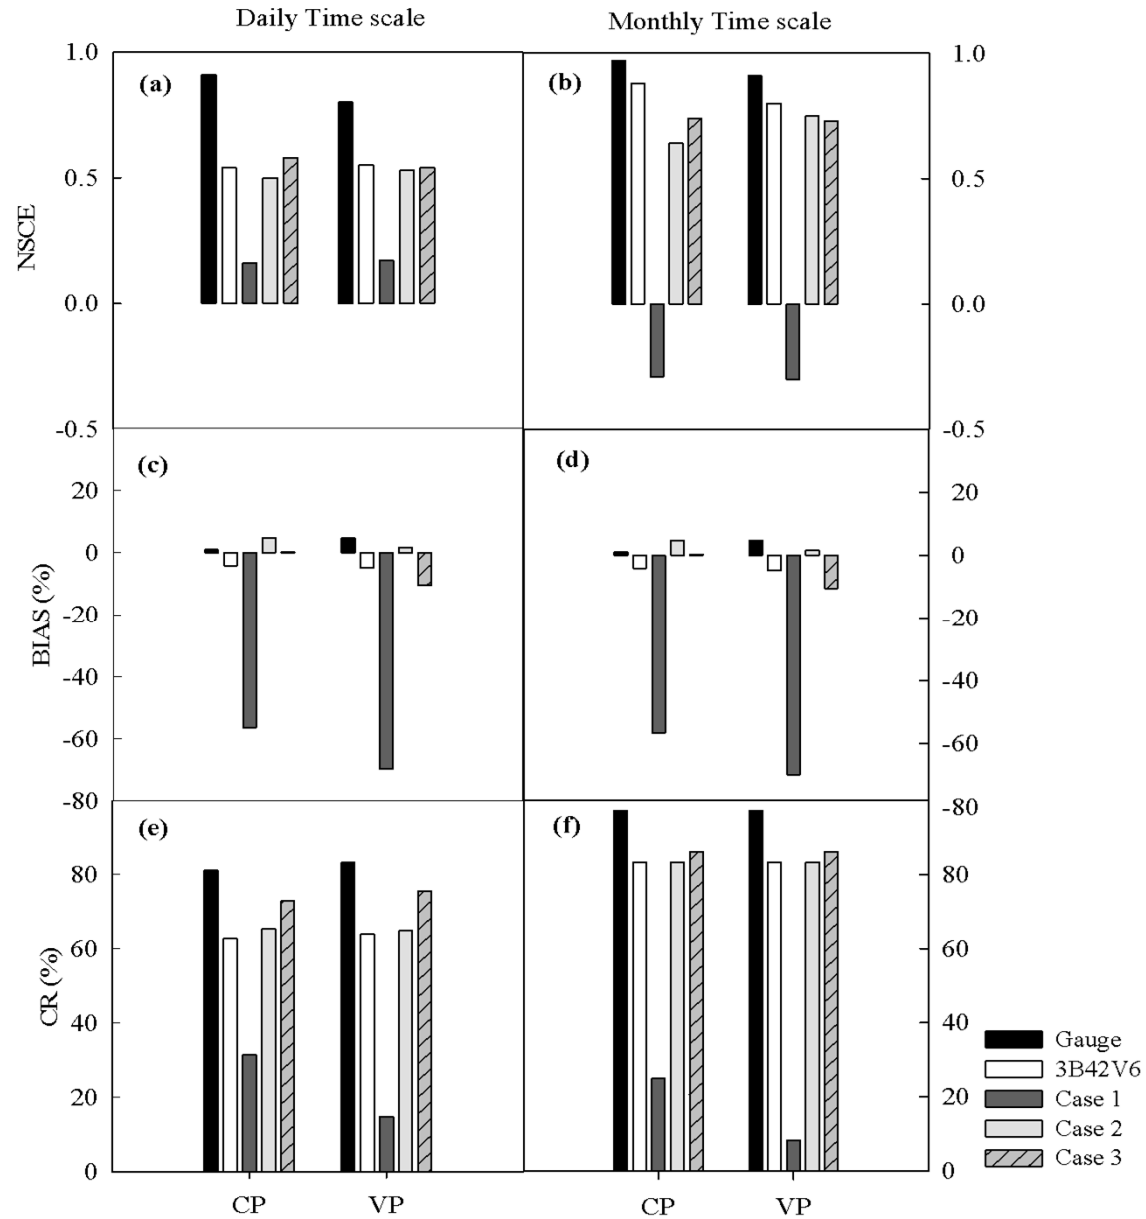 Daily Time scale
Monthly Time scale
1.0
(a)
0.5
0.0
-0.5
NSCE
(b)
1.0
0.5
0.0
-0.5
(c)
20
0
-20
-40
-60
-80
BIAS (%)
(d)
20
0
-20
-40
-60
-80
(e)
80
60
40
20
0
CR (%)
(f)
80
60
40
20
0
CP VP
CP VP
Gauge
3B42V6
Case 1
Case 2
Case 3